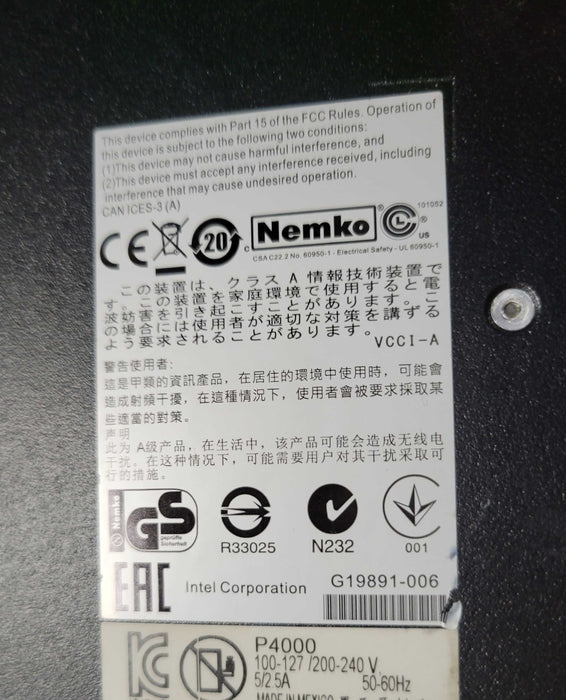 This device complies with Part 15 of the FCC Rules. Operation of
this device is subject to the following two conditions:
(1)This device may not cause harmful interference, and
(2)This device must accept any interference received, including
interference that may cause undesired operation.
CAN ICES-3 (A)
CE 20 c Nemko ® CL ® US 101052
CSA C22.2 No. 60950-1 - Electrical Safety - UL 60950-1
この装置は、クラス A 情報技術装置で
す。この装置を家庭環境で使用すると電
波妨害を引き起こすことがあります。こ
の場合には使用者が適切な対策を講ずる
よう要求されることがあります。 VCCI-A
警告使用者:
這是甲類的資訊產品，在居住的環境中使用時，可能會
造成射頻干擾，在這種情況下，使用者會被要求採取某
些適當的對策。
声明
此为 A级产品，在生活中，该产品可能会造成无线电
干扰。在这种情况下，可能需要用户对其干扰采取可
行的措施。
Nemko GS geprüfte Sicherheit
R33025 N232 001
EAC Intel Corporation G19891-006
P4000
100-127 /200-240 V
5/2.5A 50-60Hz
MADE IN MEXICO